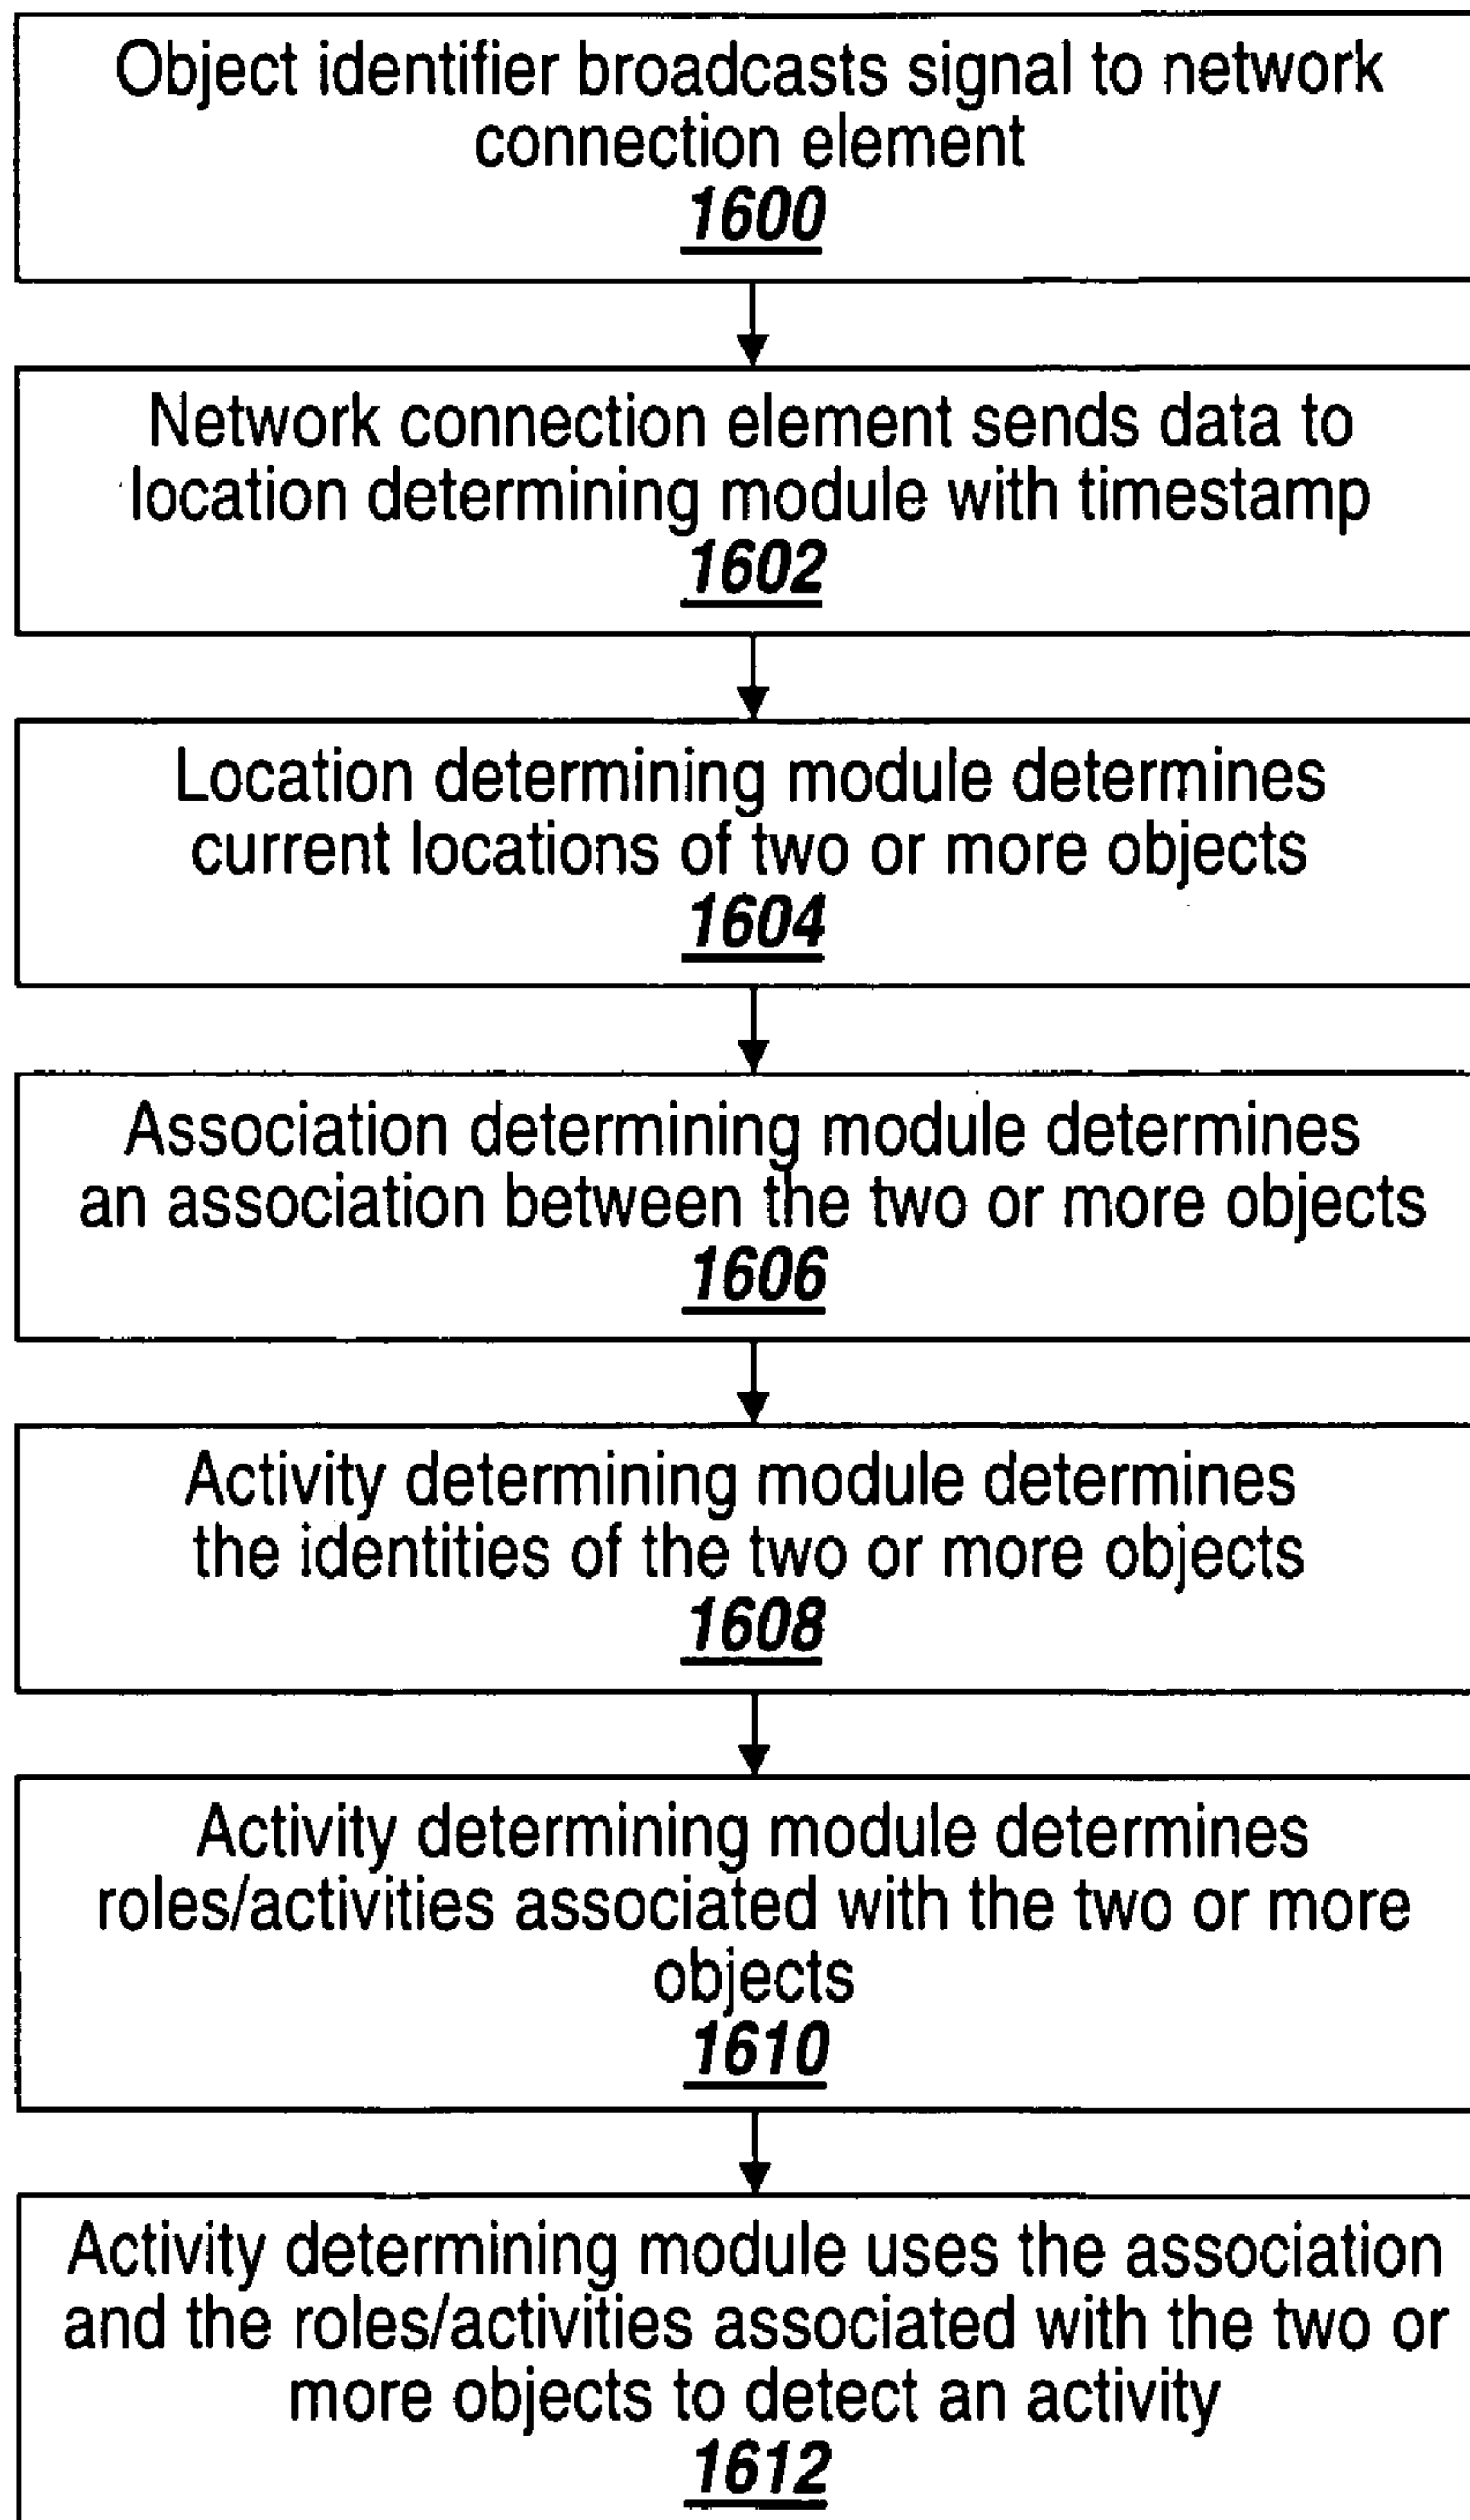 Object identifier broadcasts signal to network
connection element
1600
Network connection element sends data to
location determining module with timestamp
1602
Location determining module determines
current locations of two or more objects
1604
Association determining module determines
an association between the two or more objects
1606
Activity determining module determines
the identities of the two or more objects
1608
Activity determining module determines
roles/activities associated with the two or more
objects
1610
Activity determining module uses the association
and the roles/activities associated with the two or
more objects to detect an activity
1612